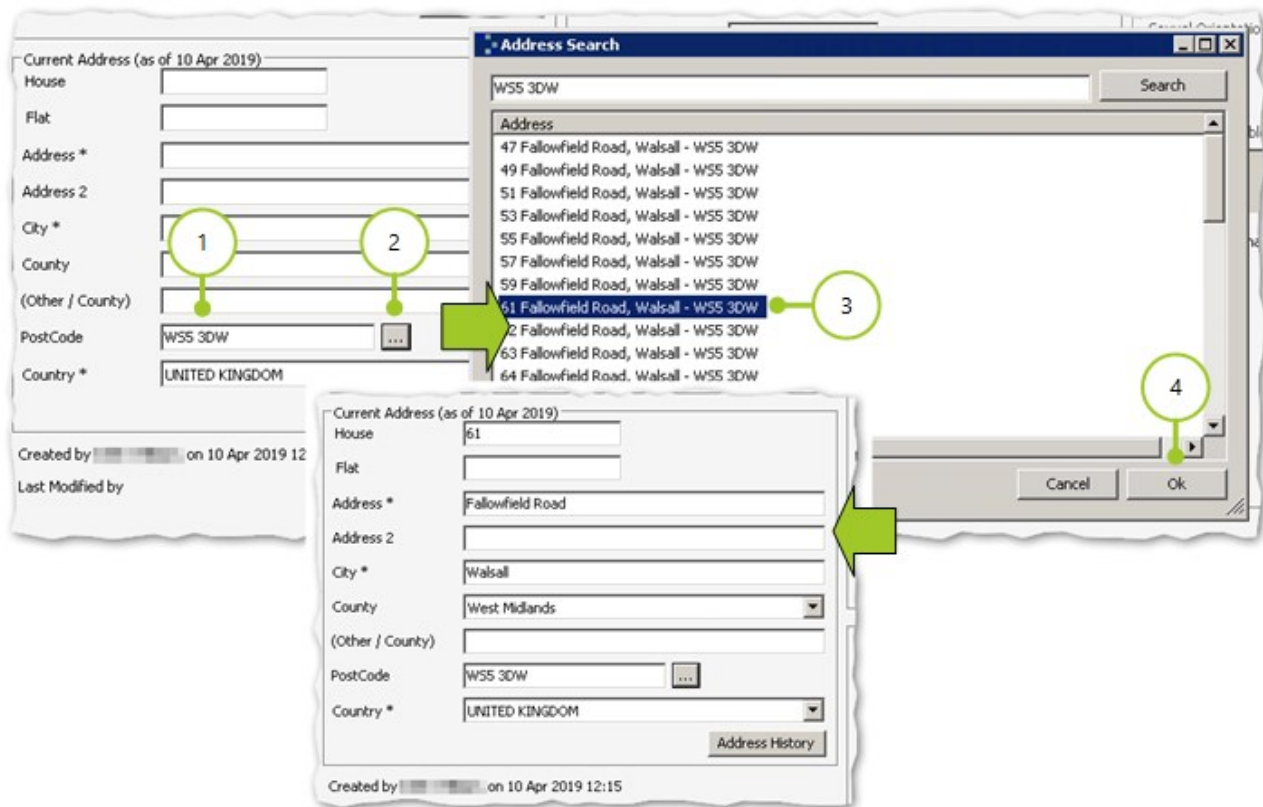 Current Address (as of 10 Apr 2019)
House
Flat
Address *
Address 2
City *
County
(Other / County)
PostCode WS5 3DW ...
Country * UNITED KINGDOM
Created by on 10 Apr 2019 12
Last Modified by
1
2
Address Search
WS5 3DW Search
Address
47 Fallowfield Road, Walsall - WS5 3DW
49 Fallowfield Road, Walsall - WS5 3DW
51 Fallowfield Road, Walsall - WS5 3DW
53 Fallowfield Road, Walsall - WS5 3DW
55 Fallowfield Road, Walsall - WS5 3DW
57 Fallowfield Road, Walsall - WS5 3DW
59 Fallowfield Road, Walsall - WS5 3DW
61 Fallowfield Road, Walsall - WS5 3DW
2 Fallowfield Road, Walsall - WS5 3DW
63 Fallowfield Road, Walsall - WS5 3DW
64 Fallowfield Road, Walsall - WS5 3DW
3
4
Cancel Ok
Current Address (as of 10 Apr 2019)
House 61
Flat
Address * Fallowfield Road
Address 2
City * Walsall
County West Midlands
(Other / County)
PostCode WS5 3DW ...
Country * UNITED KINGDOM
Address History
Created by on 10 Apr 2019 12:15